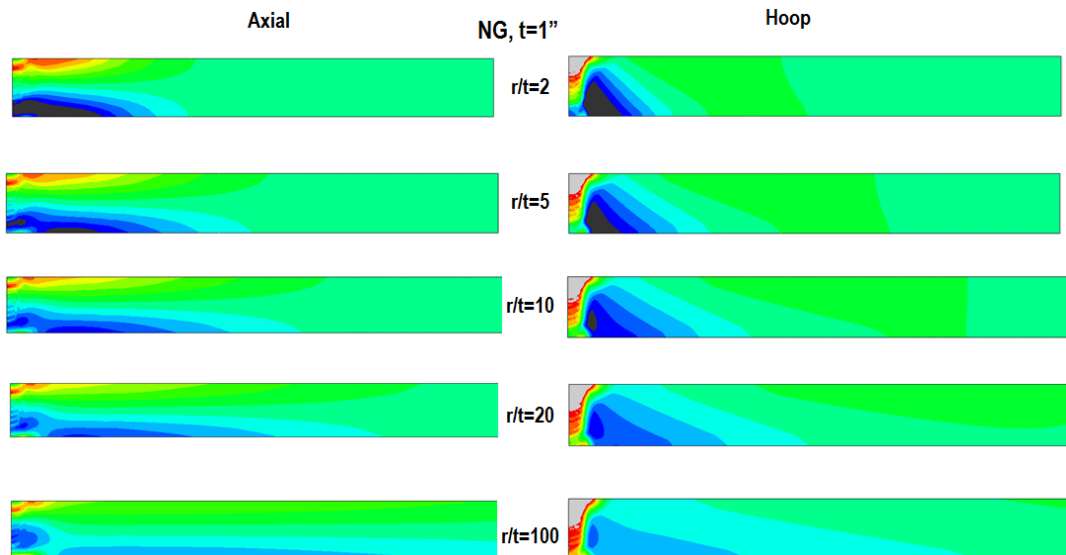 Axial
NG, t=1”
Hoop
r/t=2
r/t=5
r/t=10
r/t=20
r/t=100